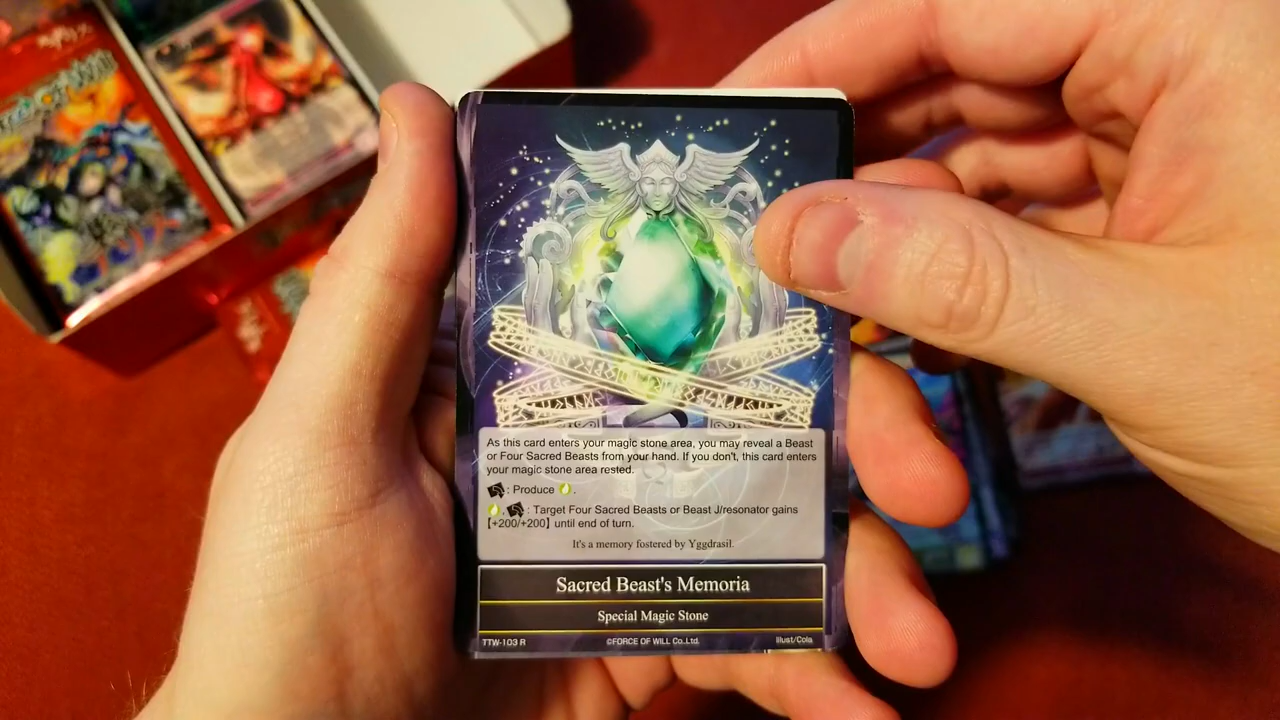 As this card enters your magic stone area, you may reveal a Beast
or Four Sacred Beasts from your hand. If you don't, this card enters
your magic stone area rested.
: Produce .
, : Target Four Sacred Beasts or Beast J/resonator gains
[+200/+200] until end of turn.
It's a memory fostered by Yggdrasil.
Sacred Beast's Memoria
Special Magic Stone
TTW-103 R ©FORCE OF WILL Co.,Ltd. illust/Cola